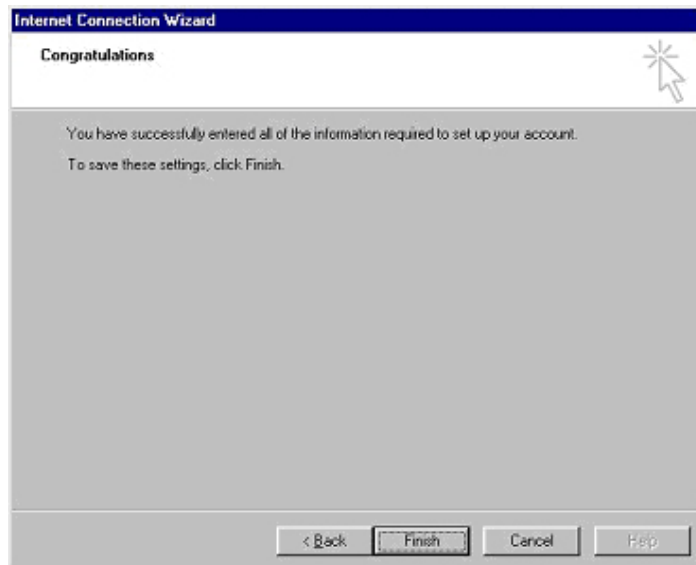 Internet Connection Wizard
Congratulations
You have successfully entered all of the information required to set up your account.
To save these settings, click Finish.
< Back Finish Cancel Help